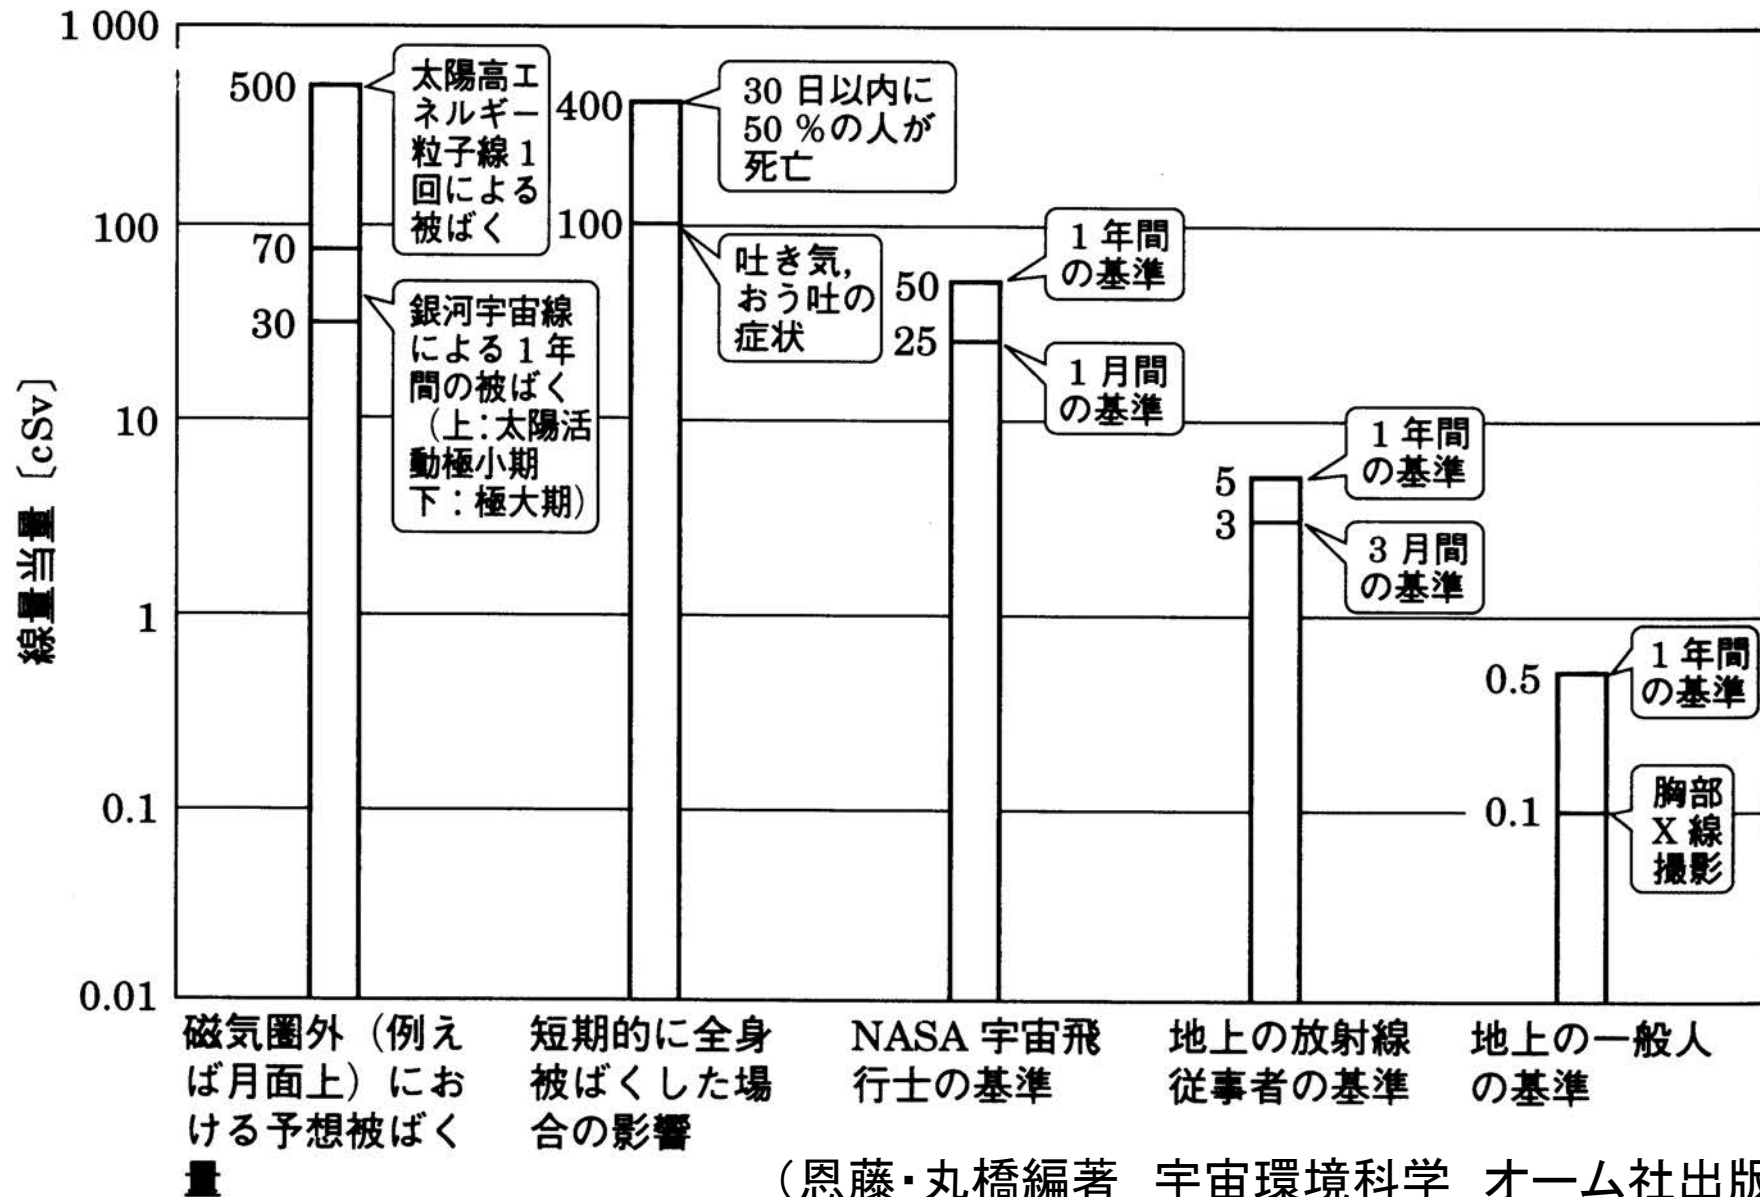 線量当量〔cSv〕
1 000
100
10
1
0.1
0.01
500
70
30
太陽高エ
ネルギー
粒子線 1
回による
被ばく
銀河宇宙線
による 1 年
間の被ばく
(上:太陽活
動極小期
下:極大期)
400
100
30 日以内に
50 %の人が
死亡
吐き気,
おう吐の
症状
50
25
1 年間
の基準
1 月間
の基準
5
3
1 年間
の基準
3 月間
の基準
0.5
0.1
1 年間
の基準
胸部
X 線
撮影
磁気圏外(例え
ば月面上)にお
ける予想被ばく
量
短期的に全身
被ばくした場
合の影響
NASA 宇宙飛
行士の基準
地上の放射線
従事者の基準
地上の一般人
の基準
(恩藤・丸橋編著 宇宙環境科学 オーム社出版